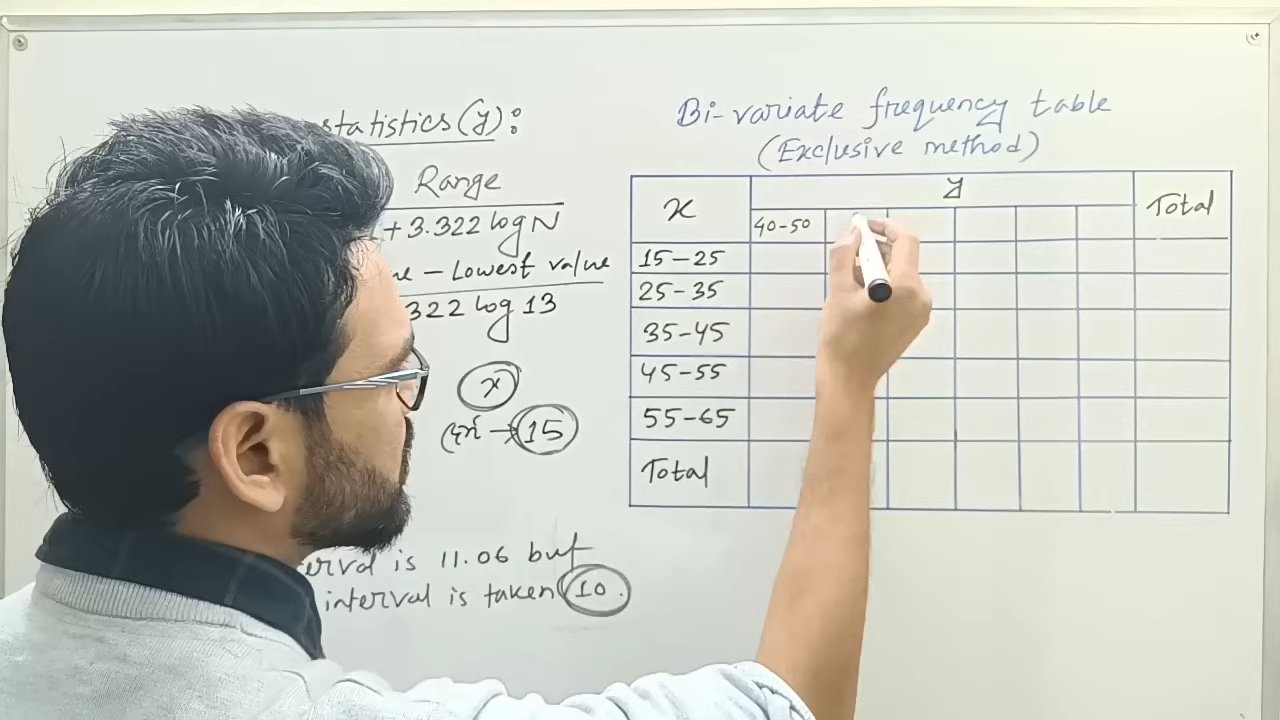 statistics (y):
Range
+ 3.322 log N
– Lowest value
322 log 13
x
15
is 11.06 but
interval is taken 10.
Bi-variate frequency table
(Exclusive method)
x y Total
40-50
15-25
25-35
35-45
45-55
55-65
Total